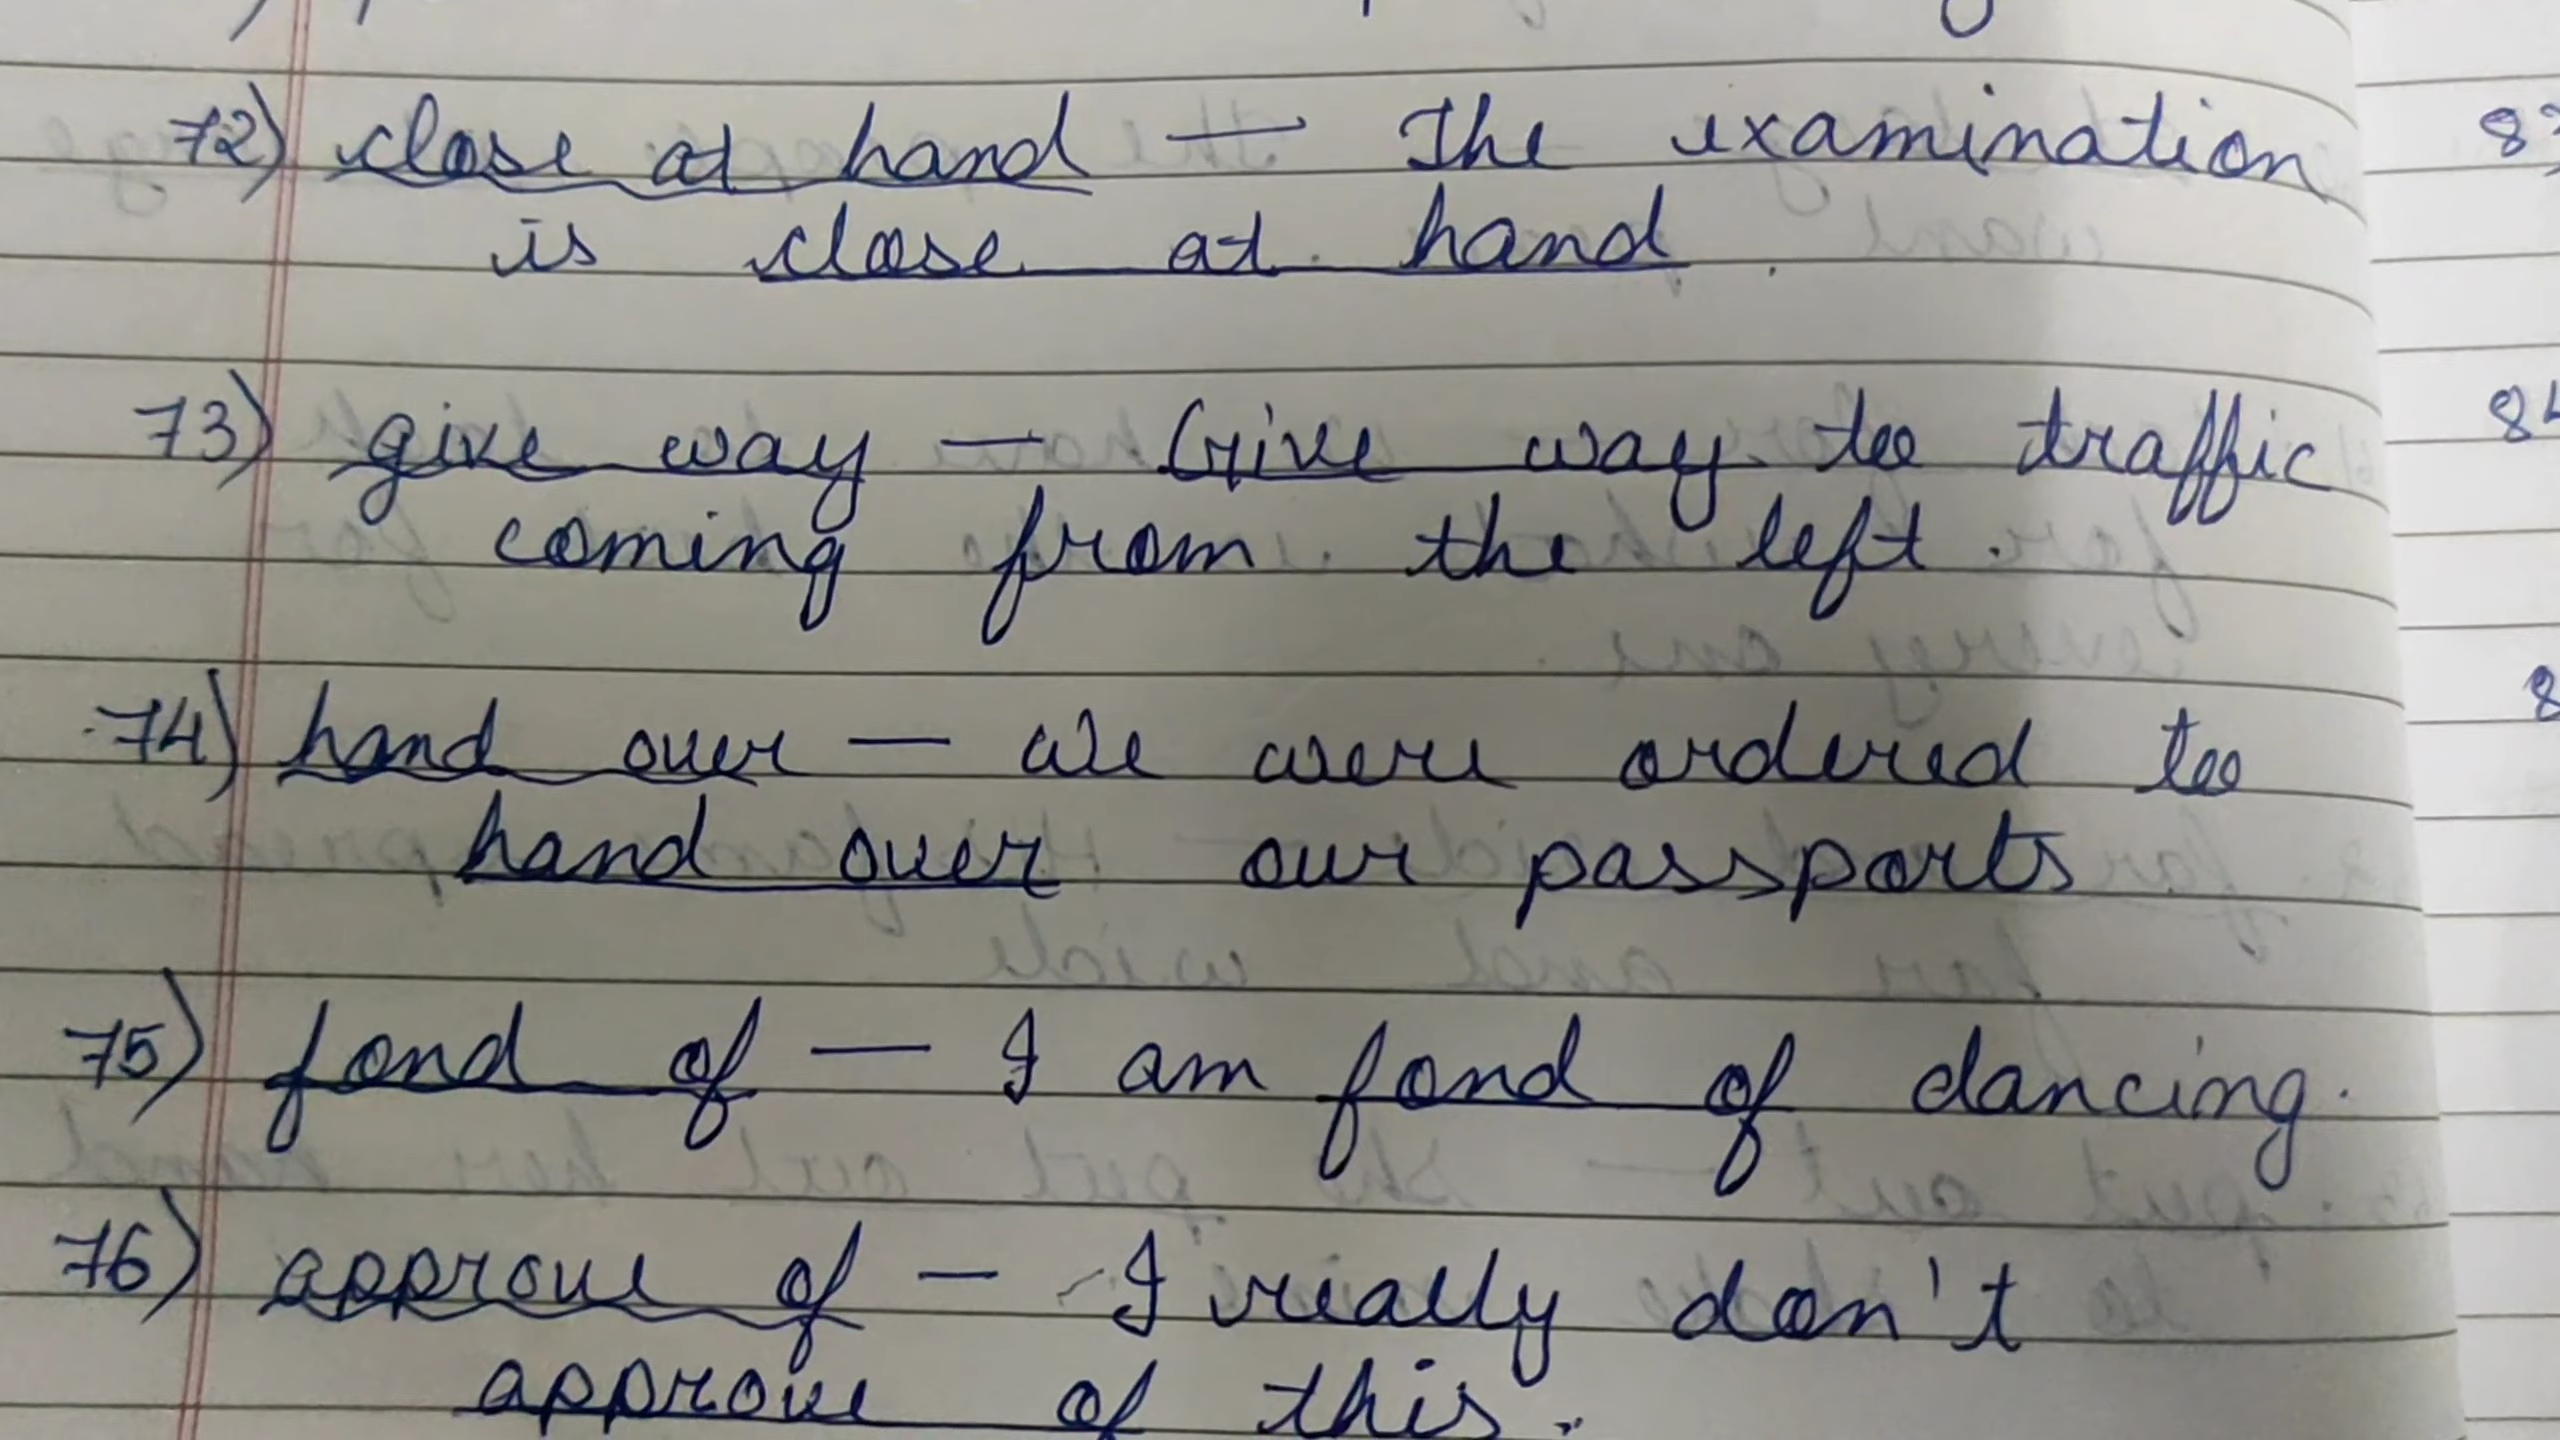 72) close at hand — The examination
is close at hand.
73) give way — Give way to traffic
coming from the left.
74) hand over — We were ordered to
hand over our passports.
75) fond of — I am fond of dancing.
76) approve of — I really don't
approve of this.